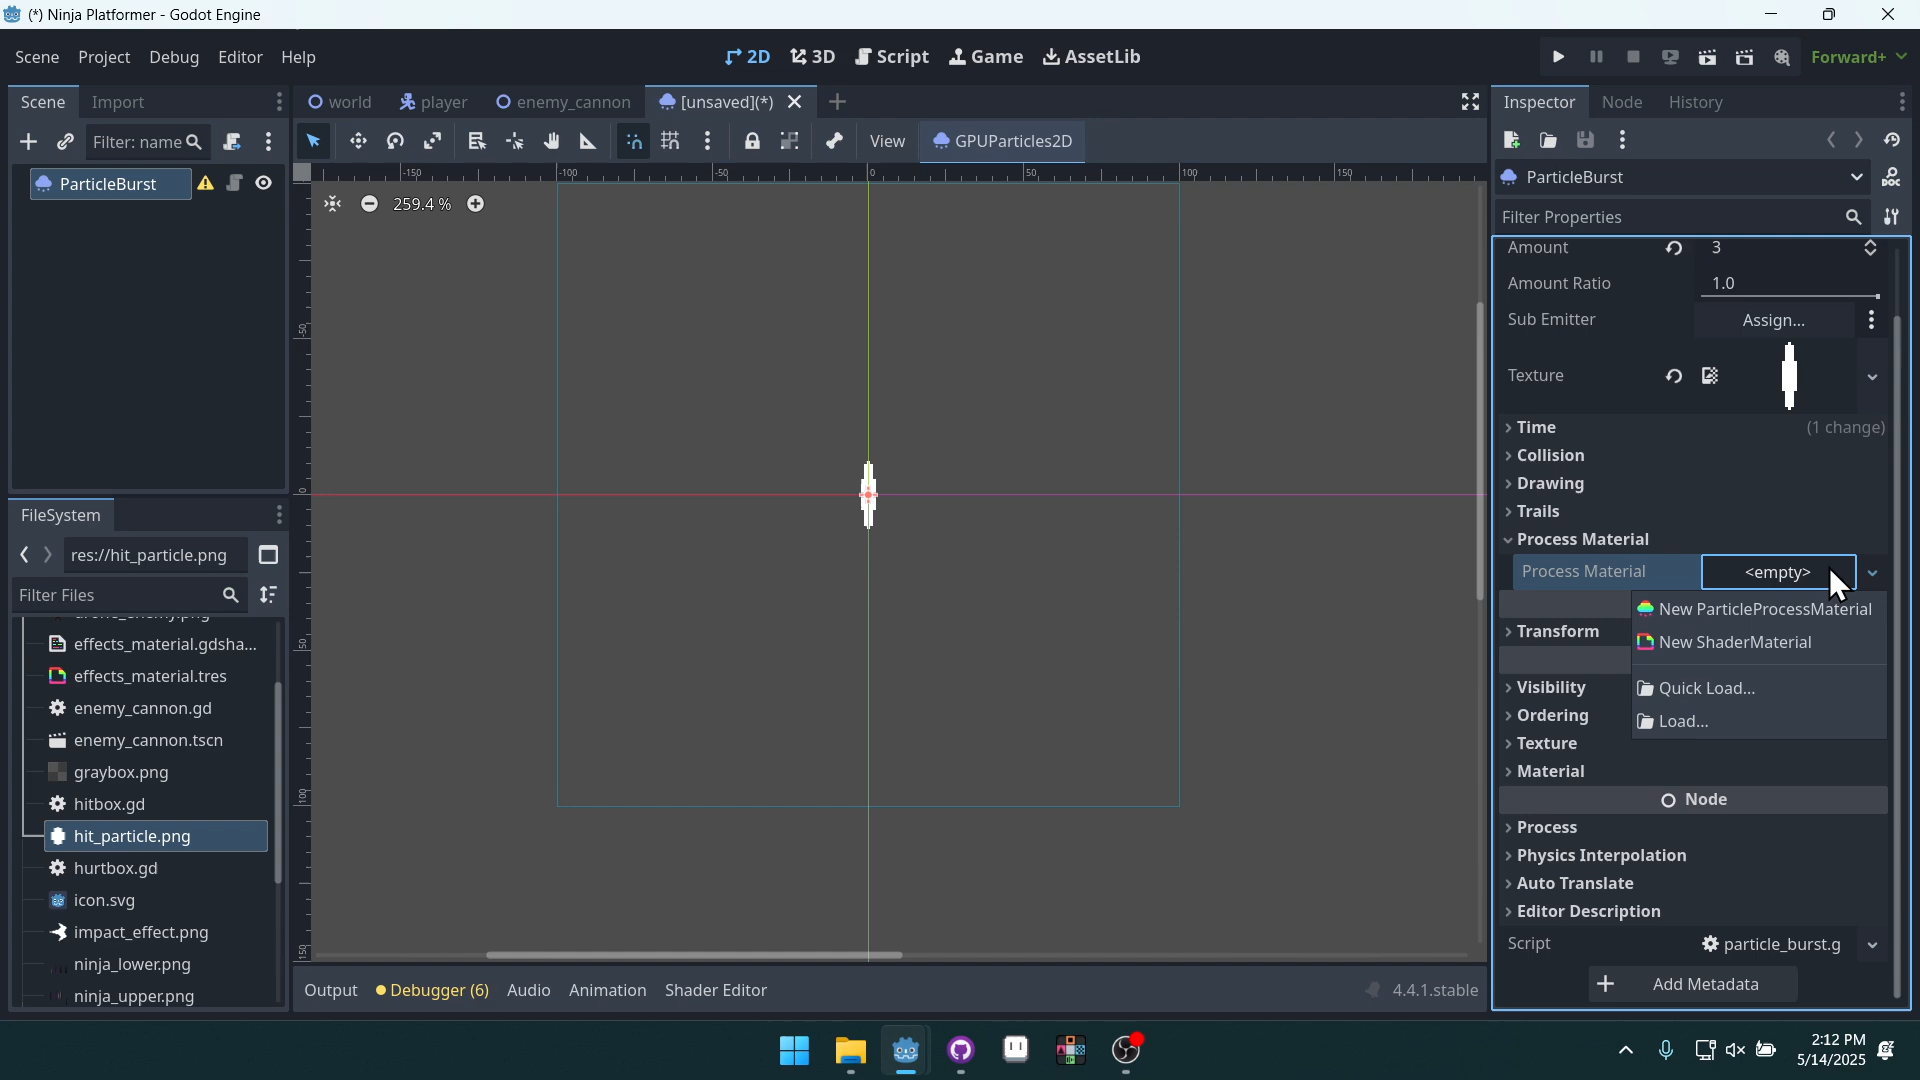 (*) Ninja Platformer - Godot Engine
Scene Project Debug Editor Help
2D 3D Script Game AssetLib
Forward+
Scene Import
world player enemy_cannon [unsaved](*)
Inspector Node History
Filter: name
View GPUParticles2D
ParticleBurst
ParticleBurst
Filter Properties
-150 -100 -50 0 50 100 150
259.4 %
-50
0
50
100
150
Amount 3
Amount Ratio 1.0
Sub Emitter Assign...
Texture
Time (1 change)
Collision
Drawing
Trails
Process Material
Process Material <empty>
New ParticleProcessMaterial
New ShaderMaterial
Quick Load...
Load...
Transform
Visibility
Ordering
Texture
Material
Node
Process
Physics Interpolation
Auto Translate
Editor Description
Script particle_burst.g
Add Metadata
FileSystem
res://hit_particle.png
Filter Files
drone_enemy.png
effects_material.gdsha...
effects_material.tres
enemy_cannon.gd
enemy_cannon.tscn
graybox.png
hitbox.gd
hit_particle.png
hurtbox.gd
icon.svg
impact_effect.png
ninja_lower.png
ninja_upper.png
Output Debugger (6) Audio Animation Shader Editor
4.4.1.stable
2:12 PM
5/14/2025